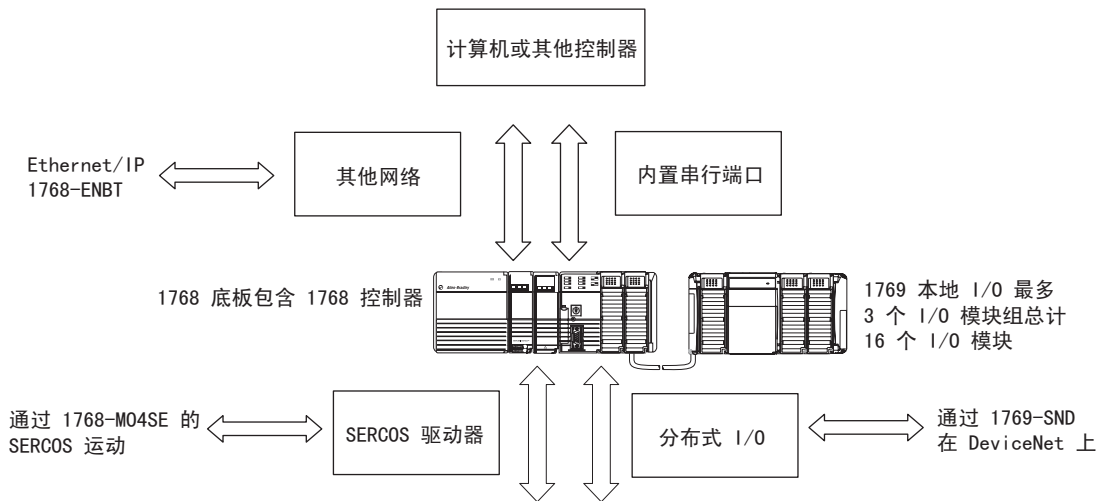 计算机或其他控制器
Ethernet/IP
1768-ENBT
其他网络
内置串行端口
1768 底板包含 1768 控制器
Allen-Bradley
1769 本地 I/O 最多
3 个 I/O 模块组总计
16 个 I/O 模块
通过 1768-M04SE 的
SERCOS 运动
SERCOS 驱动器
分布式 I/O
通过 1769-SND
在 DeviceNet 上